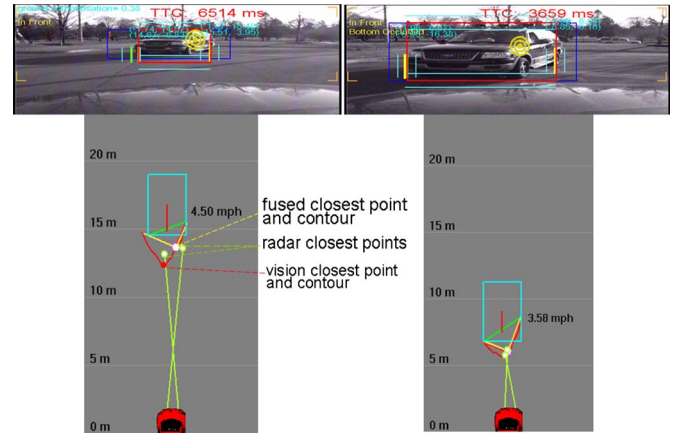 TTC: 6514 ms
In Front
TTC: 3659 ms
In Front
Bottom Occlusion
20 m
4.50 mph
15 m
10 m
5 m
0 m
fused closest point
and contour
radar closest points
vision closest point
and contour
20 m
15 m
10 m
3.58 mph
5 m
0 m